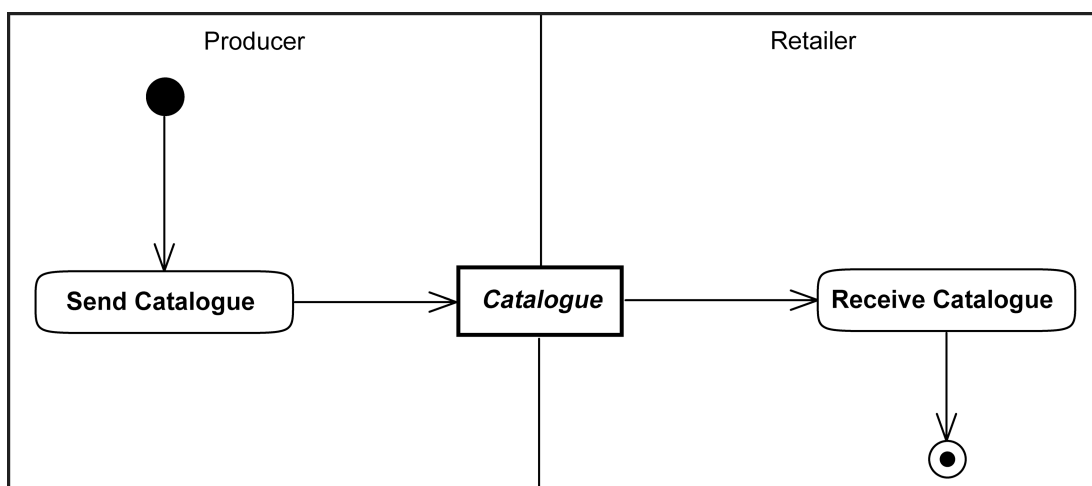 Producer
Retailer
Send Catalogue
Catalogue
Receive Catalogue